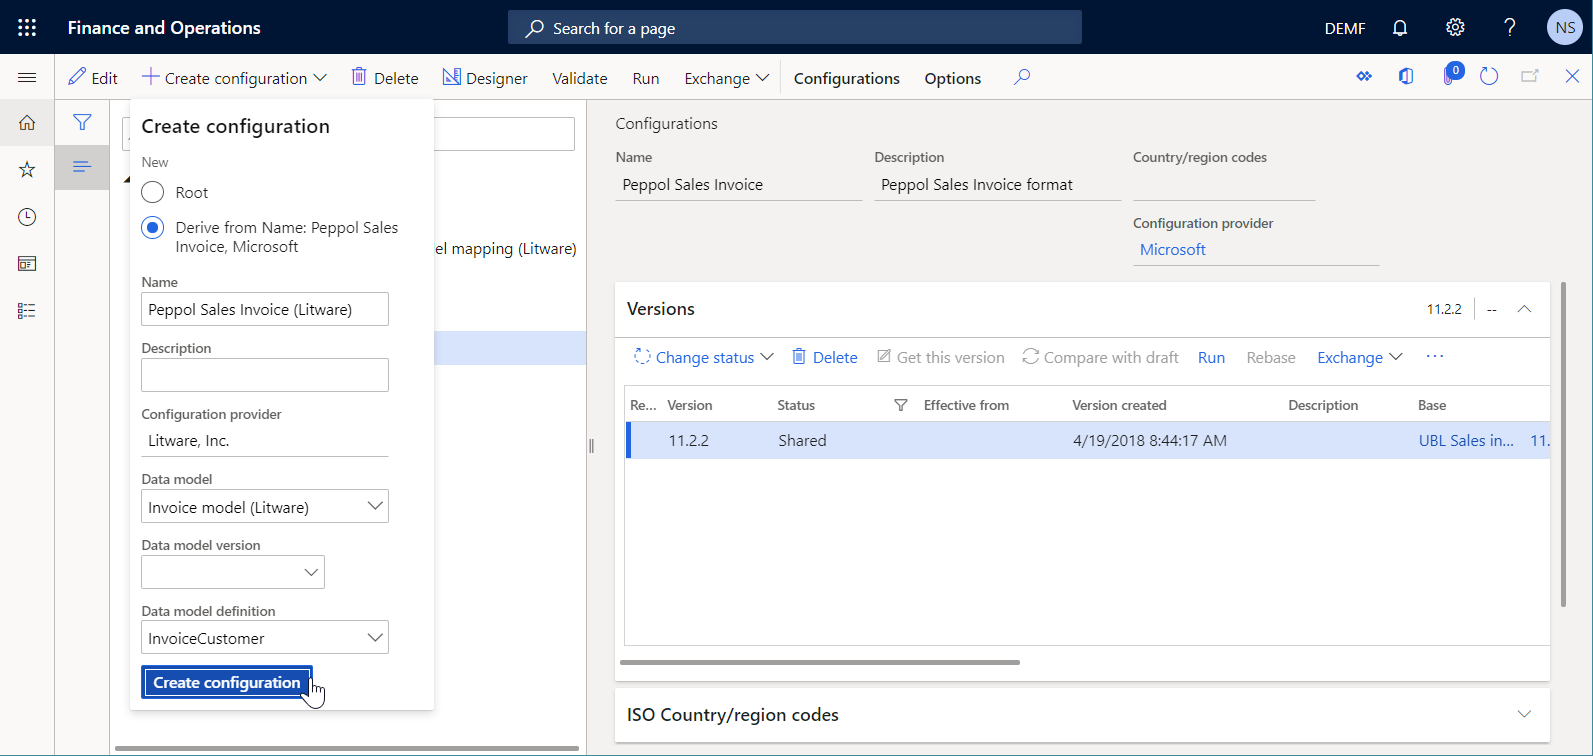 Finance and Operations
Search for a page
DEMF
NS
Edit
Create configuration
Delete
Designer
Validate
Run
Exchange
Configurations
Options
0
Create configuration
New
Root
Derive from Name: Peppol Sales
Invoice, Microsoft
Name
Peppol Sales Invoice (Litware)
Description
Configuration provider
Litware, Inc.
Data model
Invoice model (Litware)
Data model version
Data model definition
InvoiceCustomer
Create configuration
el mapping (Litware)
Configurations
Name
Description
Country/region codes
Peppol Sales Invoice
Peppol Sales Invoice format
Configuration provider
Microsoft
Versions
11.2.2
--
Change status
Delete
Get this version
Compare with draft
Run
Rebase
Exchange
···
Re...
Version
Status
Effective from
Version created
Description
Base
11.2.2
Shared
4/19/2018 8:44:17 AM
UBL Sales in...
11.
ISO Country/region codes